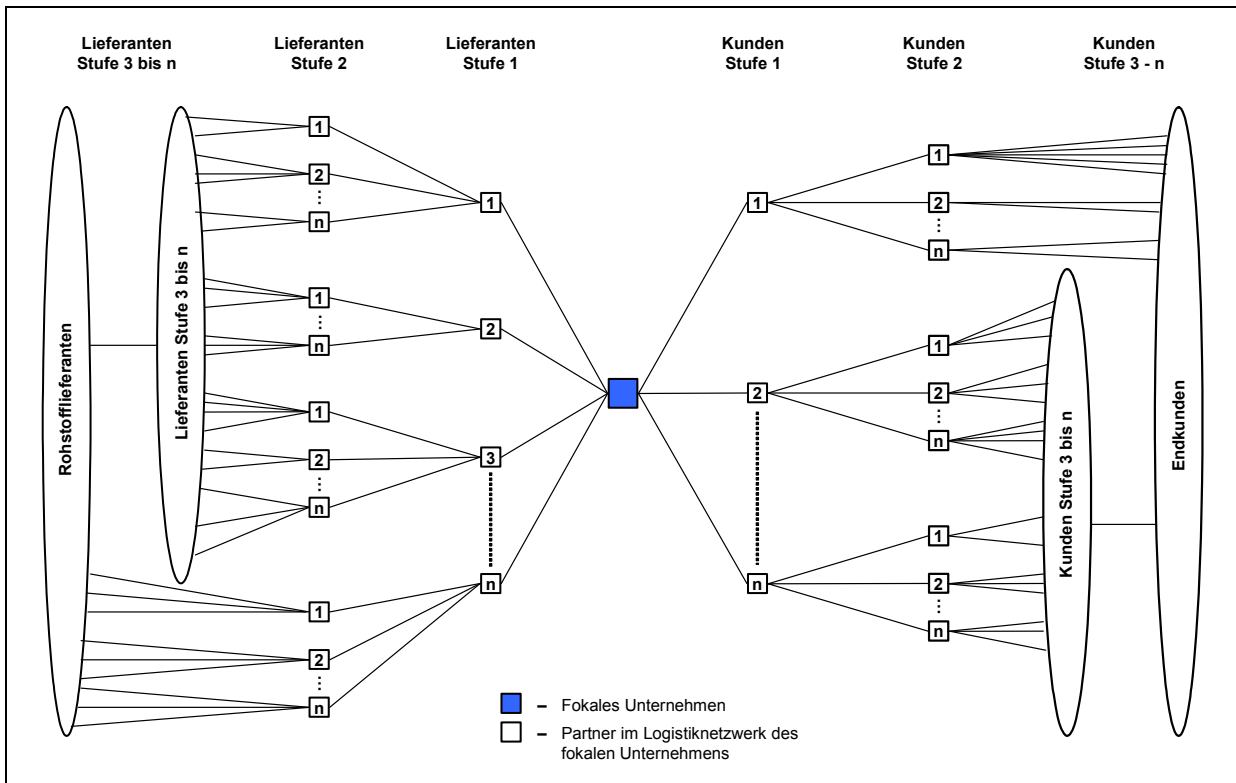 Lieferanten
Stufe 3 bis n
Lieferanten
Stufe 2
Lieferanten
Stufe 1
Kunden
Stufe 1
Kunden
Stufe 2
Kunden
Stufe 3 - n
Rohstofflieferanten
Lieferanten Stufe 3 bis n
1
2
n
1
n
1
2
n
1
2
n
1
2
3
n
1
2
n
1
2
n
1
2
n
1
2
n
Kunden Stufe 3 bis n
Endkunden
– Fokales Unternehmen
– Partner im Logistiknetzwerk des
fokalen Unternehmens